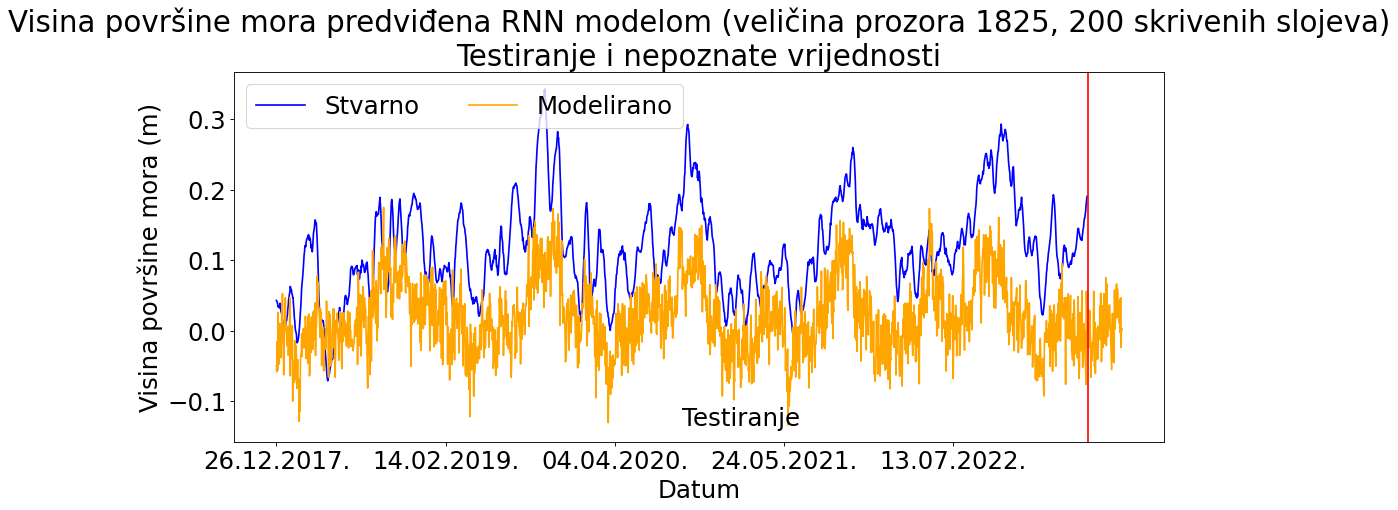 Visina površine mora predviđena RNN modelom (veličina prozora 1825, 200 skrivenih slojeva)
Testiranje i nepoznate vrijednosti
Stvarno Modelirano
Visina površine mora (m)
0.3
0.2
0.1
0.0
−0.1
Testiranje
26.12.2017. 14.02.2019. 04.04.2020. 24.05.2021. 13.07.2022.
Datum